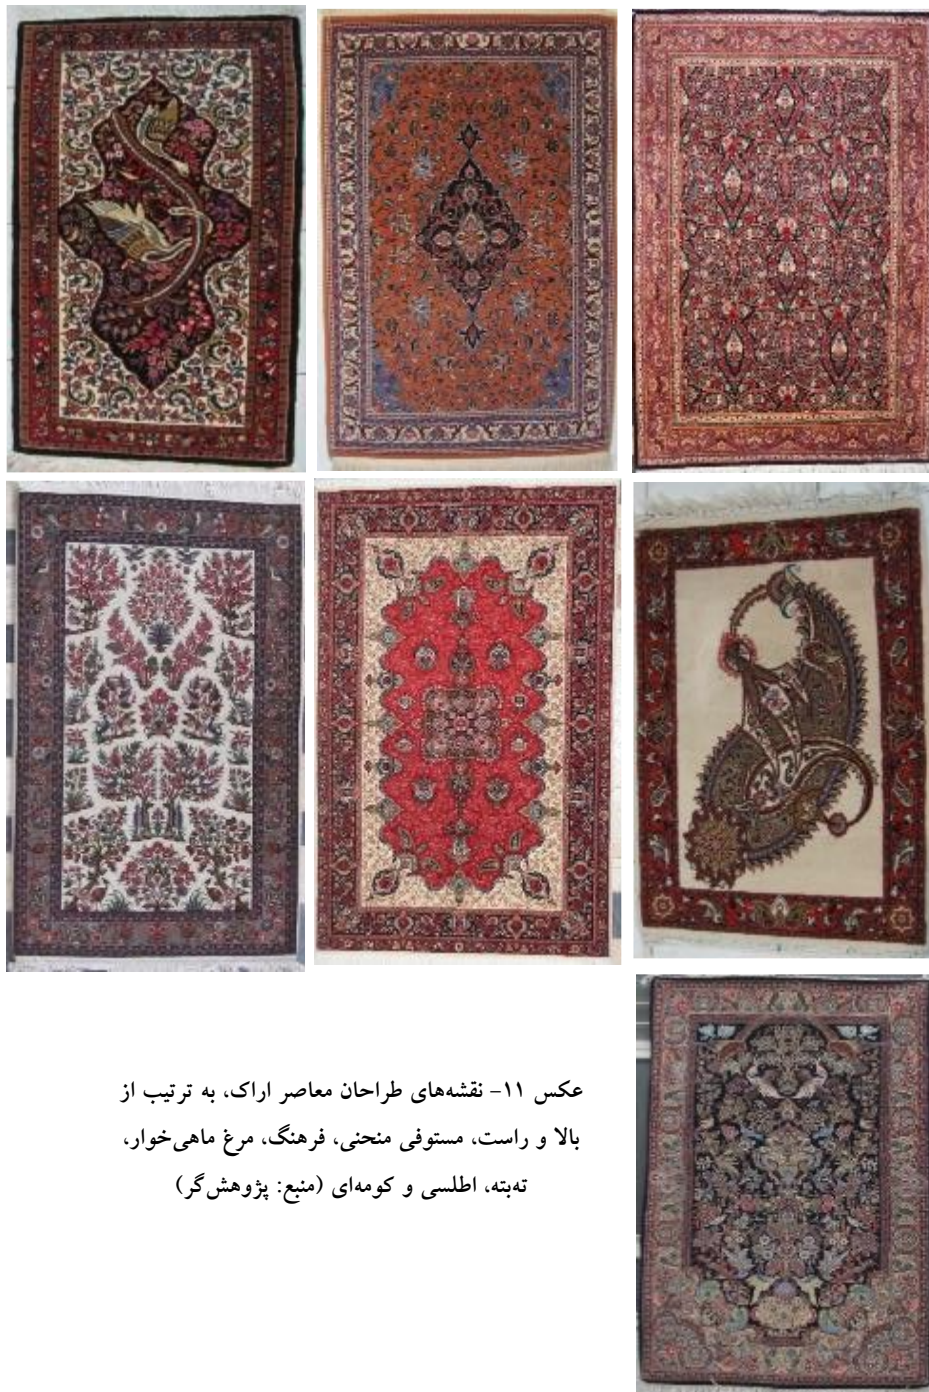 عکس ۱۱- نقشه‌های طراحان معاصر اراک، به ترتیب از
بالا و راست، مستوفی منحنی، فرهنگ، مرغ ماهی‌خوار،
ته‌بته، اطلسی و کومه‌ای (منبع: پژوهش‌گر)